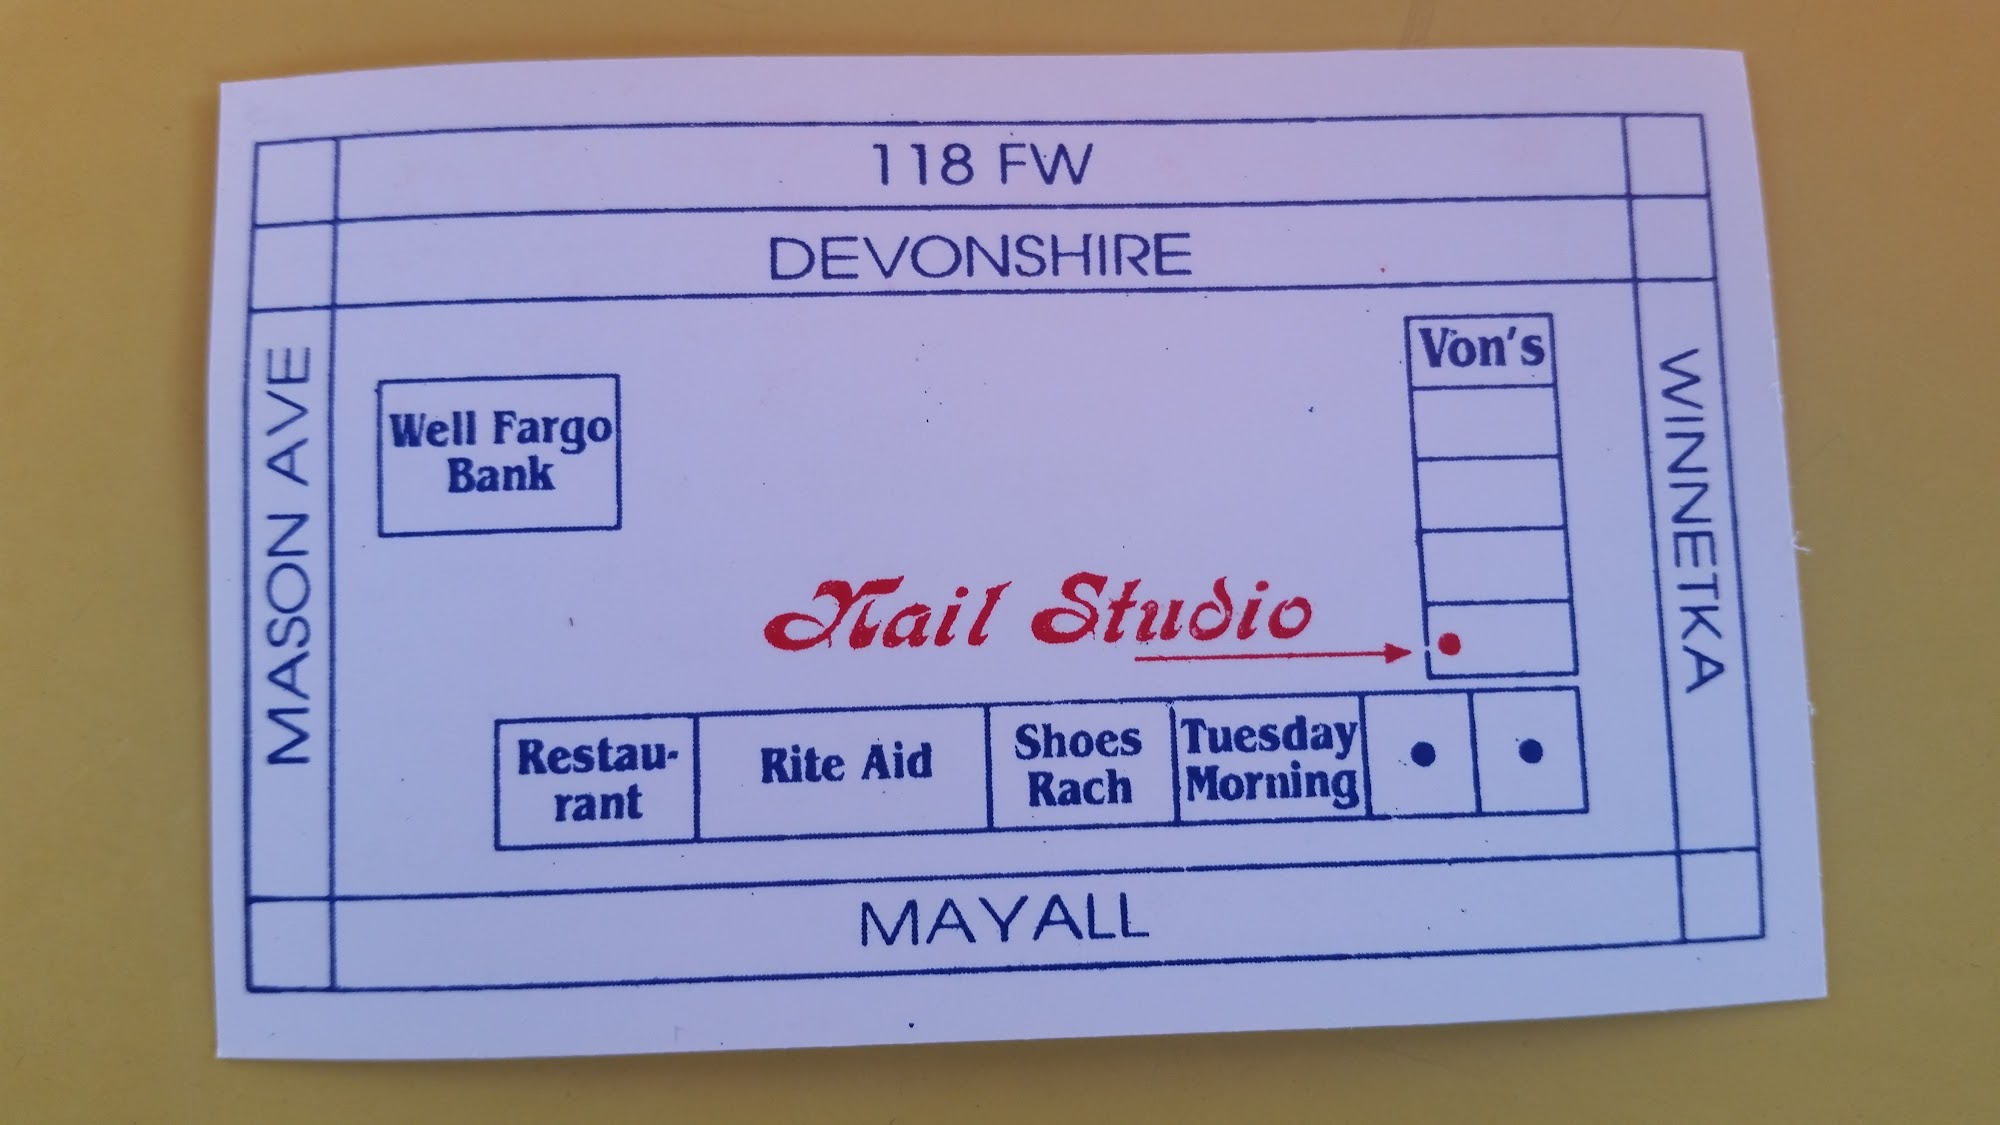 118 FW
DEVONSHIRE
MASON AVE
Well Fargo
Bank
Von's
WINNETKA
Nail Studio
Restau-
rant
Rite Aid
Shoes
Rach
Tuesday
Morning
MAYALL